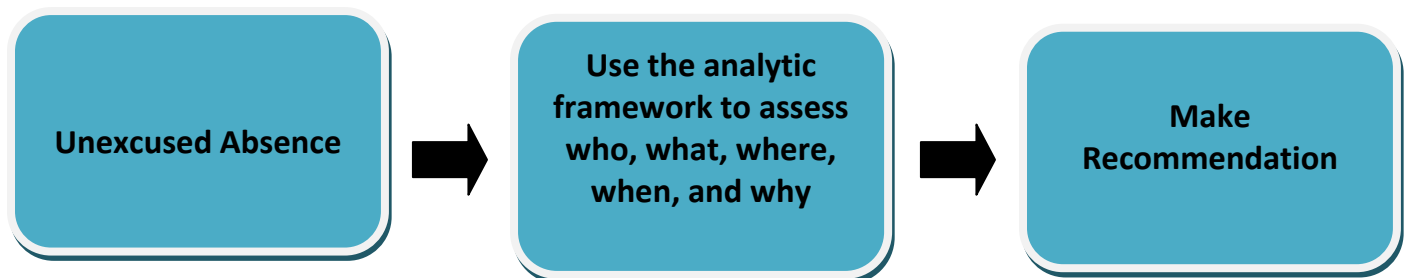 Unexcused Absence
Use the analytic
framework to assess
who, what, where,
when, and why
Make
Recommendation